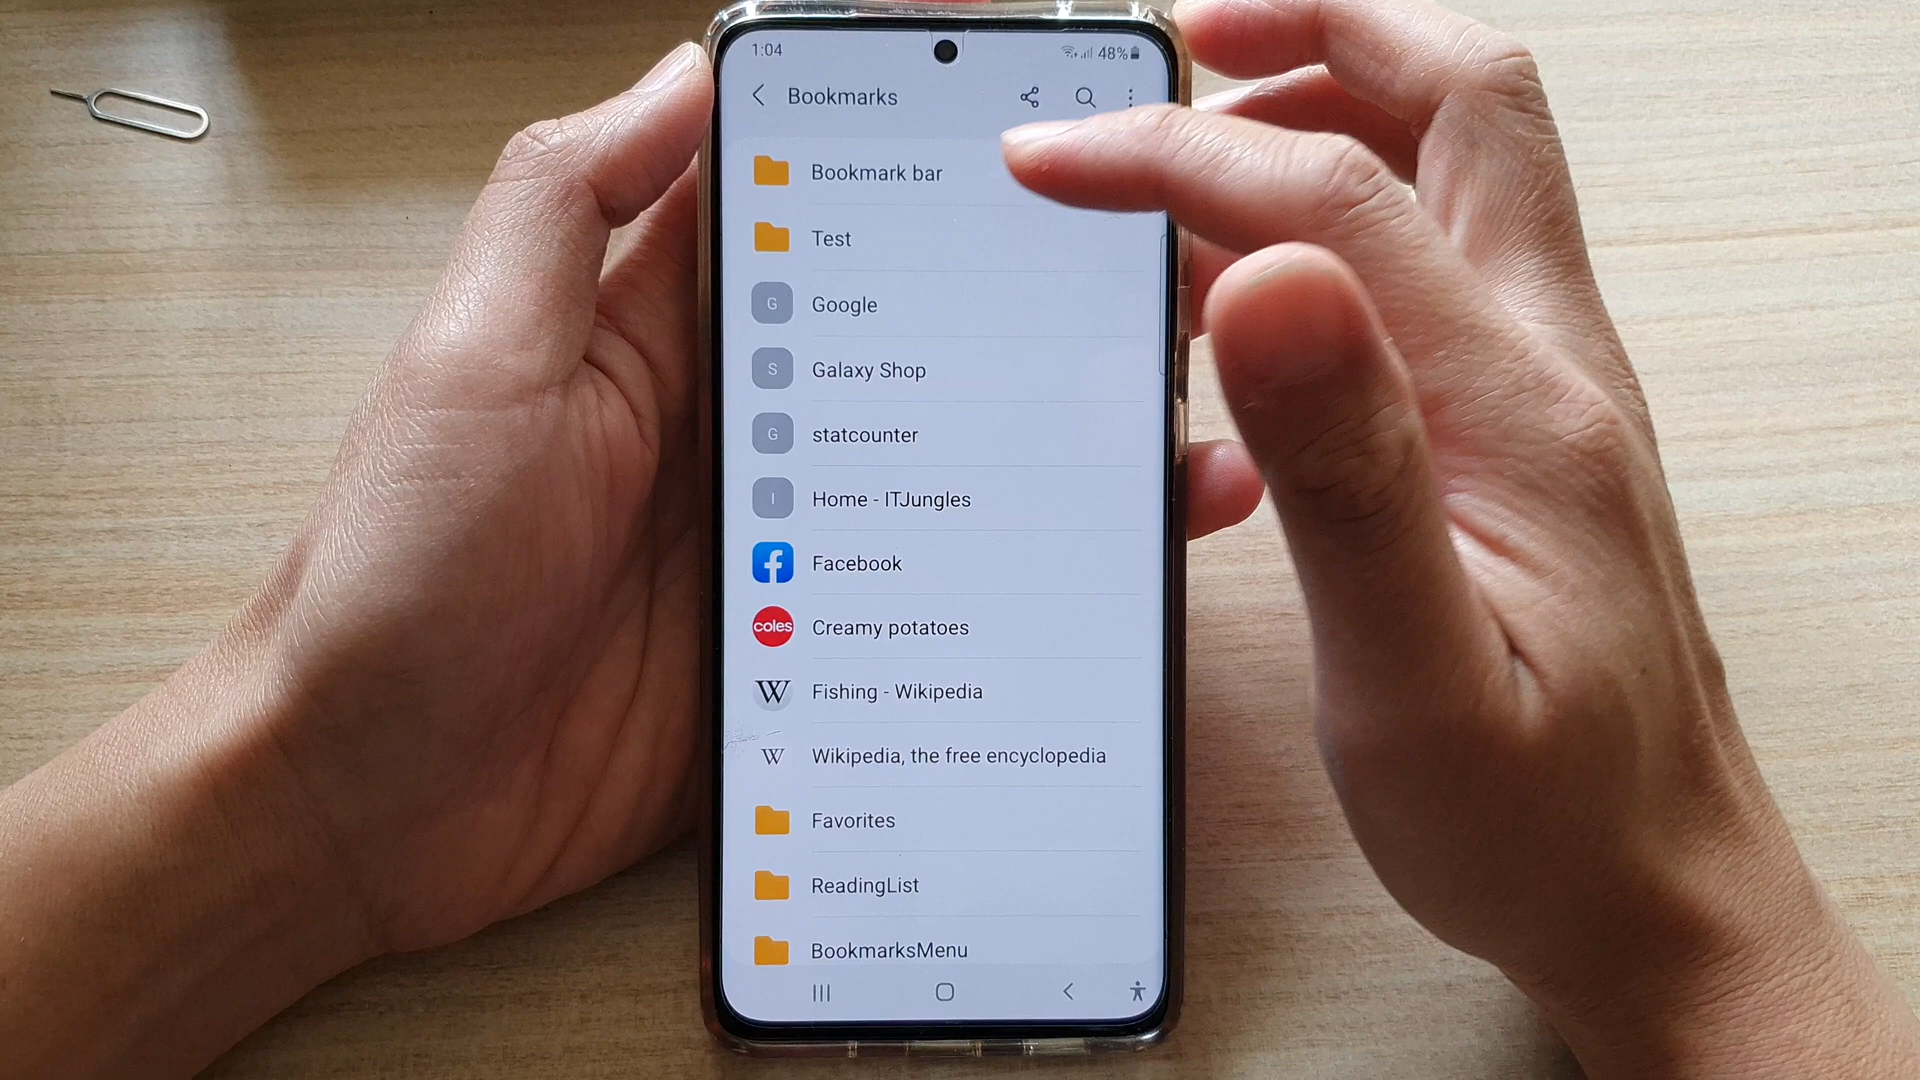 1:04 48%
Bookmarks
Bookmark bar
Test
G Google
S Galaxy Shop
G statcounter
I Home - ITJungles
f Facebook
coles Creamy potatoes
W Fishing - Wikipedia
W Wikipedia, the free encyclopedia
Favorites
ReadingList
BookmarksMenu